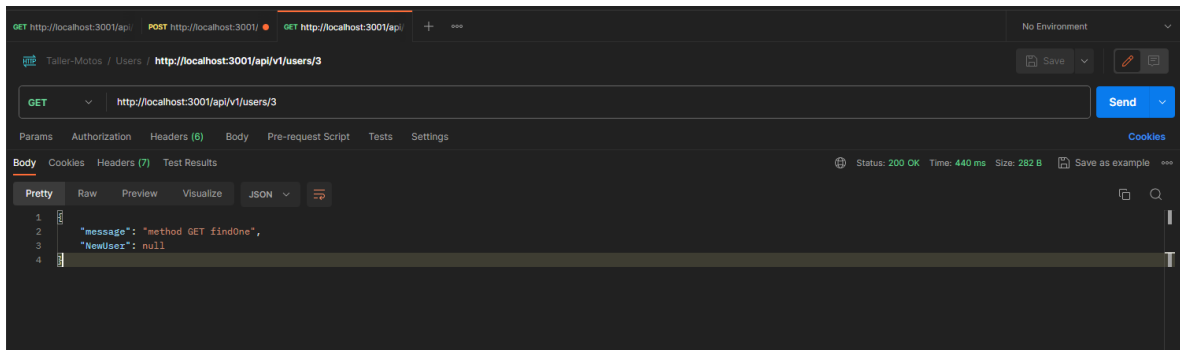 GET http://localhost:3001/api/ POST http://localhost:3001/ GET http://localhost:3001/api/ No Environment
HTTP Taller-Motos / Users / http://localhost:3001/api/v1/users/3 Save
GET http://localhost:3001/api/v1/users/3 Send
Params Authorization Headers (6) Body Pre-request Script Tests Settings Cookies
Body Cookies Headers (7) Test Results Status: 200 OK Time: 440 ms Size: 282 B Save as example
Pretty Raw Preview Visualize JSON
1 {
2 "message": "method GET findOne",
3 "NewUser": null
4 }